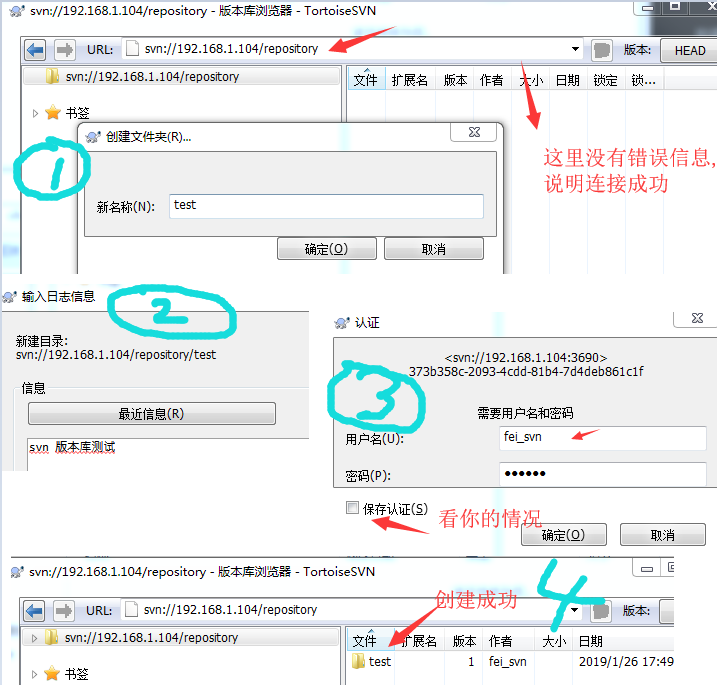 svn://192.168.1.104/repository - 版本库浏览器 - TortoiseSVN
URL: svn://192.168.1.104/repository 版本: HEAD
svn://192.168.1.104/repository
文件 扩展名 版本 作者 大小 日期 锁定 锁...
书签
创建文件夹(R)...
1
这里没有错误信息,
说明连接成功
新名称(N): test
确定(O) 取消
输入日志信息
2
新建目录:
svn://192.168.1.104/repository/test
信息
最近信息(R)
svn 版本库测试
认证
<svn://192.168.1.104:3690>
373b358c-2093-4cdd-81b4-7d4deb861c1f
3
需要用户名和密码
用户名(U): fei_svn
密码(P): ●●●●●●
保存认证(S)
看你的情况
确定(O) 取消
svn://192.168.1.104/repository - 版本库浏览器 - TortoiseSVN
4
URL: svn://192.168.1.104/repository 版本:
创建成功
svn://192.168.1.104/repository
文件 扩展名 版本 作者 大小 日期
test 1 fei_svn 2019/1/26 17:49
书签